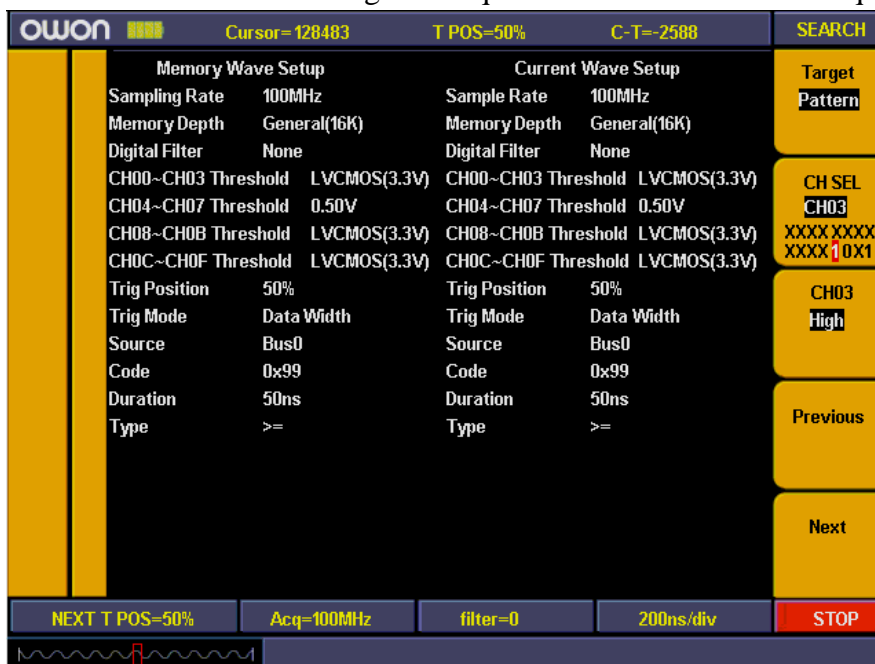 owon Cursor=128483 T POS=50% C-T=-2588 SEARCH
Memory Wave Setup Current Wave Setup
Sampling Rate 100MHz Sample Rate 100MHz
Memory Depth General(16K) Memory Depth General(16K)
Digital Filter None Digital Filter None
CH00~CH03 Threshold LVCMOS(3.3V) CH00~CH03 Threshold LVCMOS(3.3V)
CH04~CH07 Threshold 0.50V CH04~CH07 Threshold 0.50V
CH08~CH0B Threshold LVCMOS(3.3V) CH08~CH0B Threshold LVCMOS(3.3V)
CH0C~CH0F Threshold LVCMOS(3.3V) CH0C~CH0F Threshold LVCMOS(3.3V)
Trig Position 50% Trig Position 50%
Trig Mode Data Width Trig Mode Data Width
Source Bus0 Source Bus0
Code 0x99 Code 0x99
Duration 50ns Duration 50ns
Type >= Type >=
Target
Pattern
CH SEL
CH03
XXXX XXXX
XXXX 1 0X1
CH03
High
Previous
Next
NEXT T POS=50% Acq=100MHz filter=0 200ns/div STOP